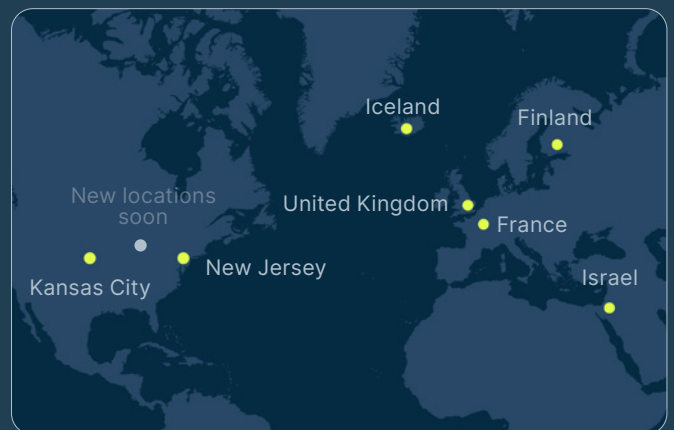 Iceland
Finland
New locations
soon
United Kingdom
France
New Jersey
Kansas City
Israel